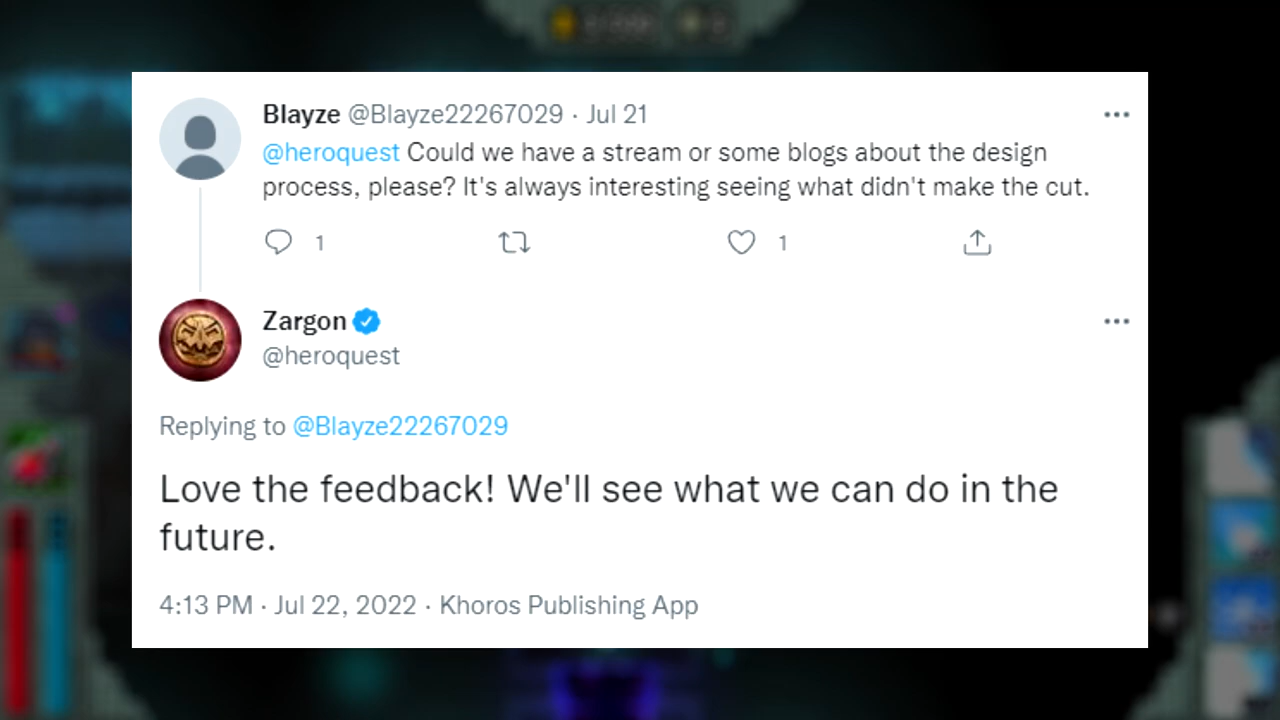 Blayze @Blayze22267029 · Jul 21
@heroquest Could we have a stream or some blogs about the design
process, please? It's always interesting seeing what didn't make the cut.
1 1
Zargon
@heroquest
Replying to @Blayze22267029
Love the feedback! We'll see what we can do in the
future.
4:13 PM · Jul 22, 2022 · Khoros Publishing App